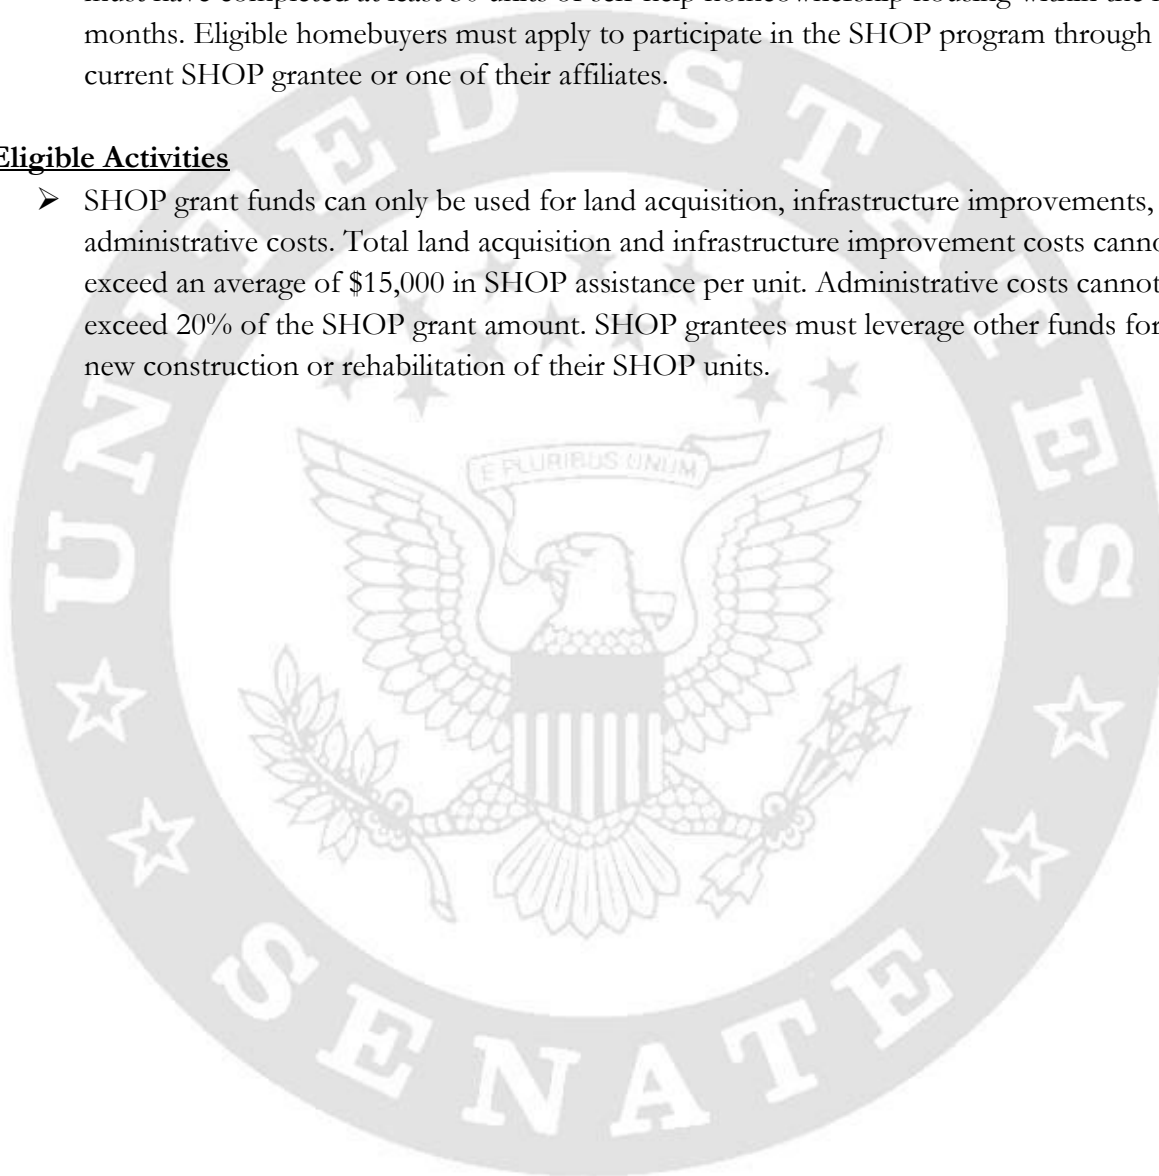 months. Eligible homebuyers must apply to participate in the SHOP program through
current SHOP grantee or one of their affiliates.
Eligible Activities
➢ SHOP grant funds can only be used for land acquisition, infrastructure improvements,
administrative costs. Total land acquisition and infrastructure improvement costs canno
exceed an average of $15,000 in SHOP assistance per unit. Administrative costs cannot
exceed 20% of the SHOP grant amount. SHOP grantees must leverage other funds for
new construction or rehabilitation of their SHOP units.
UNITED STATES
E PLURIBUS UNUM
SENATE